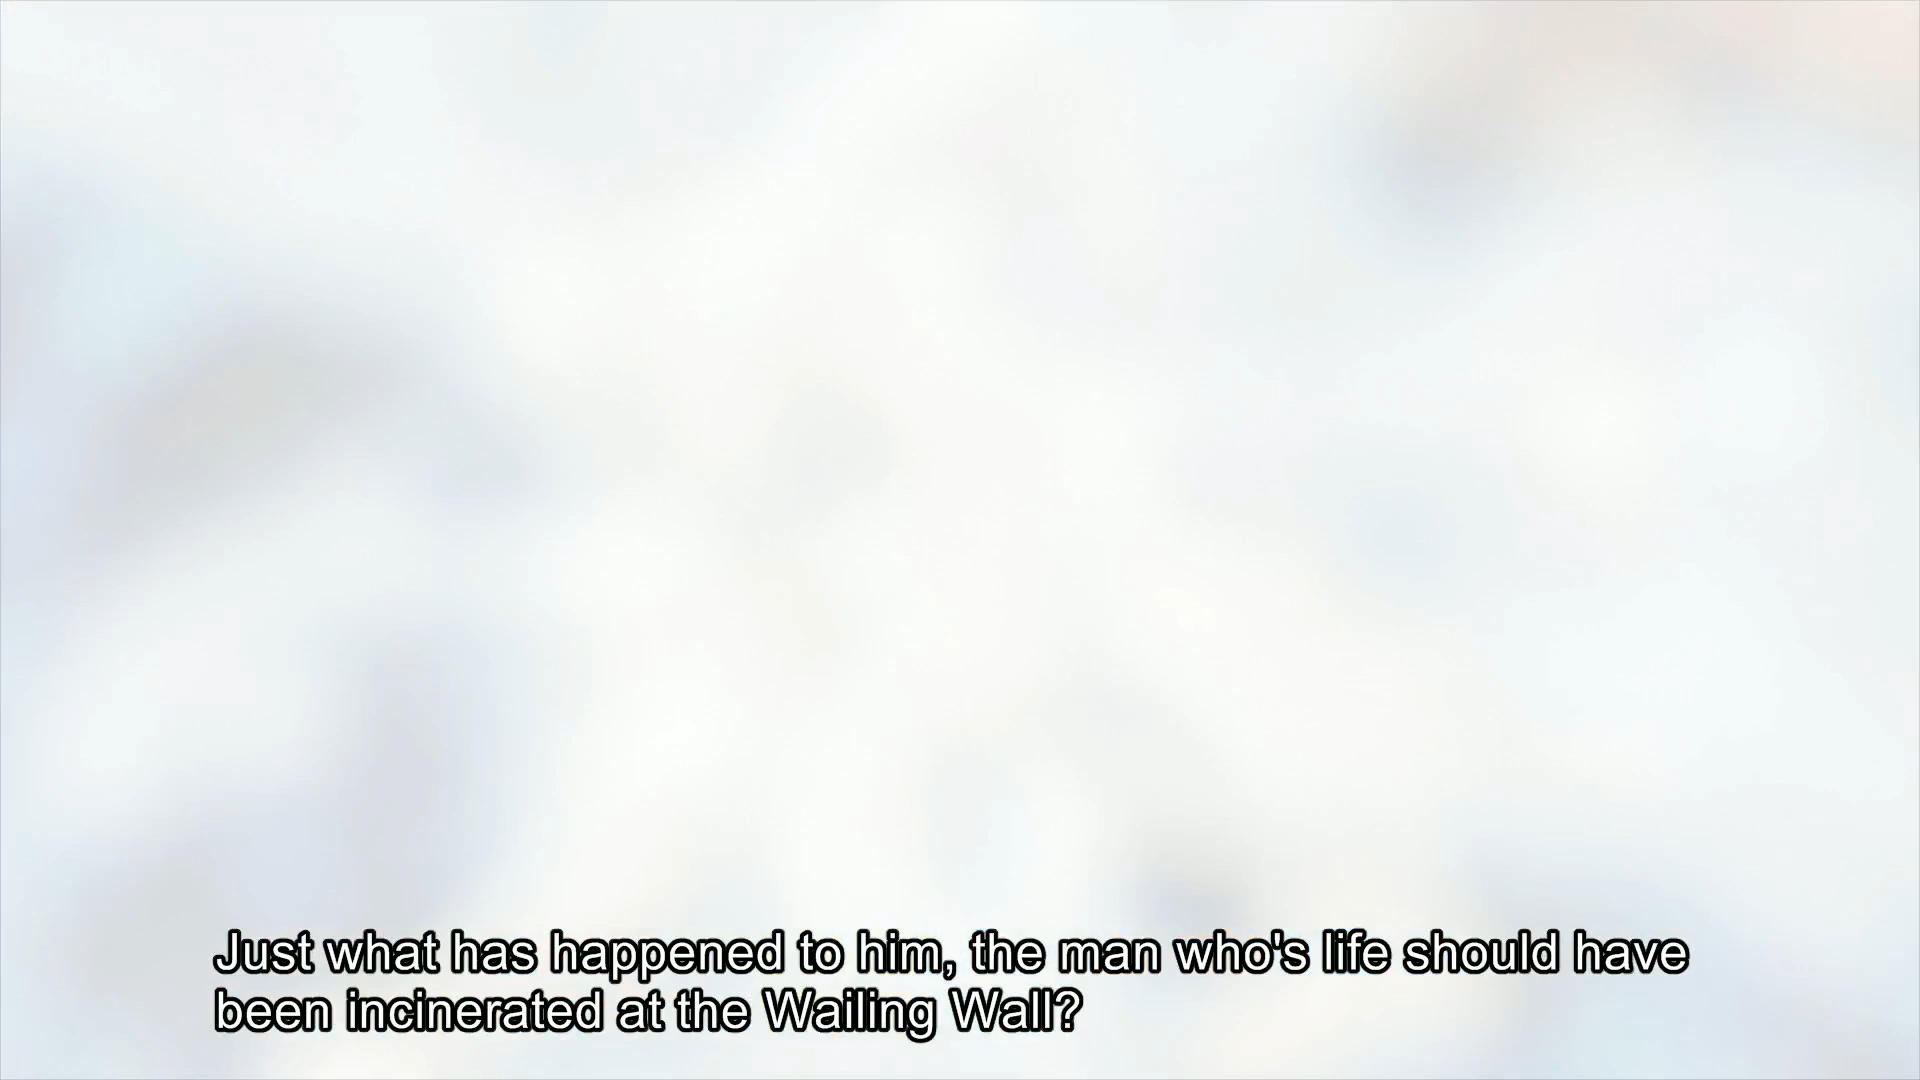 Just what has happened to him, the man who's life should have
been incinerated at the Wailing Wall?